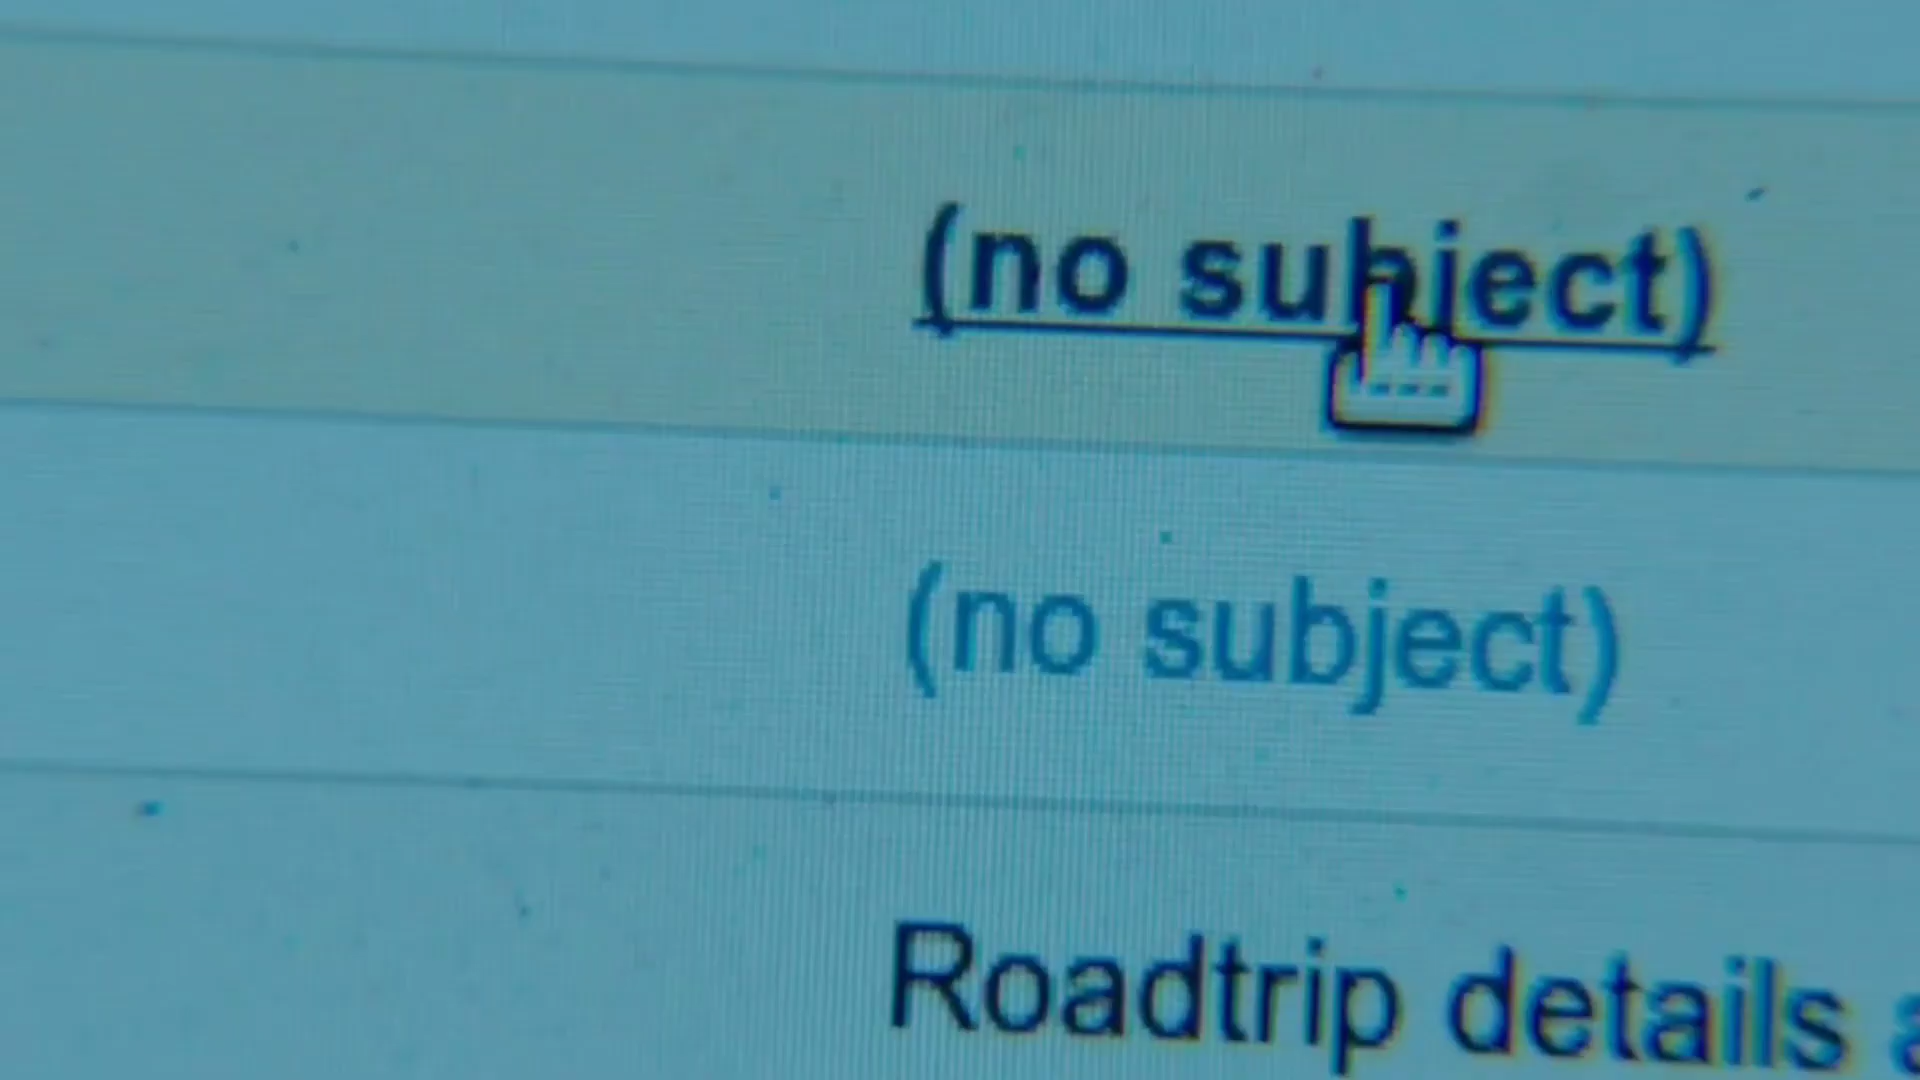 (no subject)
(no subject)
Roadtrip details